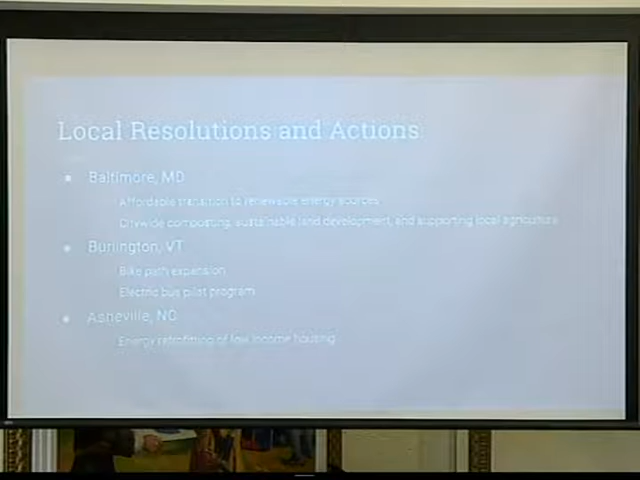 Local Resolutions and Actions
Baltimore, MD
Affordable transition to renewable energy sources
Citywide composting, sustainable land development, and supporting local agriculture
Burlington, VT
Bike path expansion
Electric bus pilot program
Asheville, NC
Energy retrofitting of low income housing